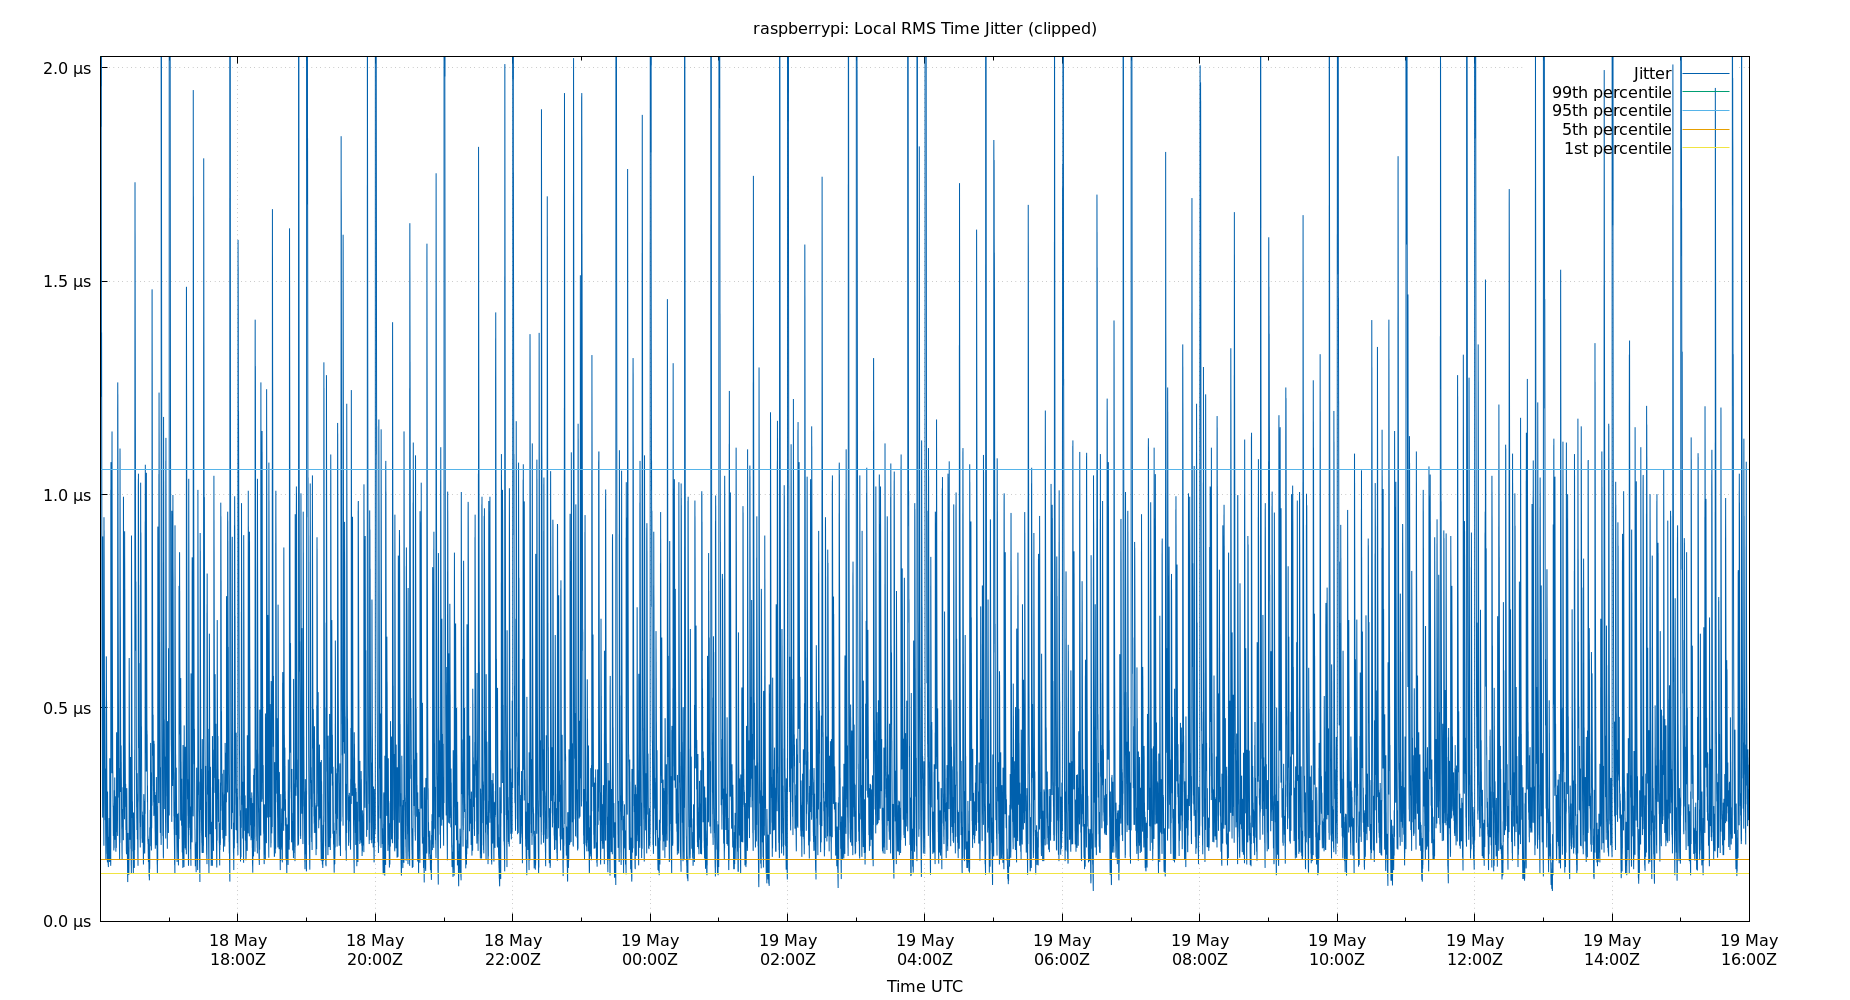 raspberrypi: Local RMS Time Jitter (clipped)
2.0 µs
1.5 µs
1.0 µs
0.5 µs
0.0 µs
Jitter
99th percentile
95th percentile
5th percentile
1st percentile
18 May 18 May 18 May 19 May 19 May 19 May 19 May 19 May 19 May 19 May 19 May 19 May
18:00Z 20:00Z 22:00Z 00:00Z 02:00Z 04:00Z 06:00Z 08:00Z 10:00Z 12:00Z 14:00Z 16:00Z
Time UTC